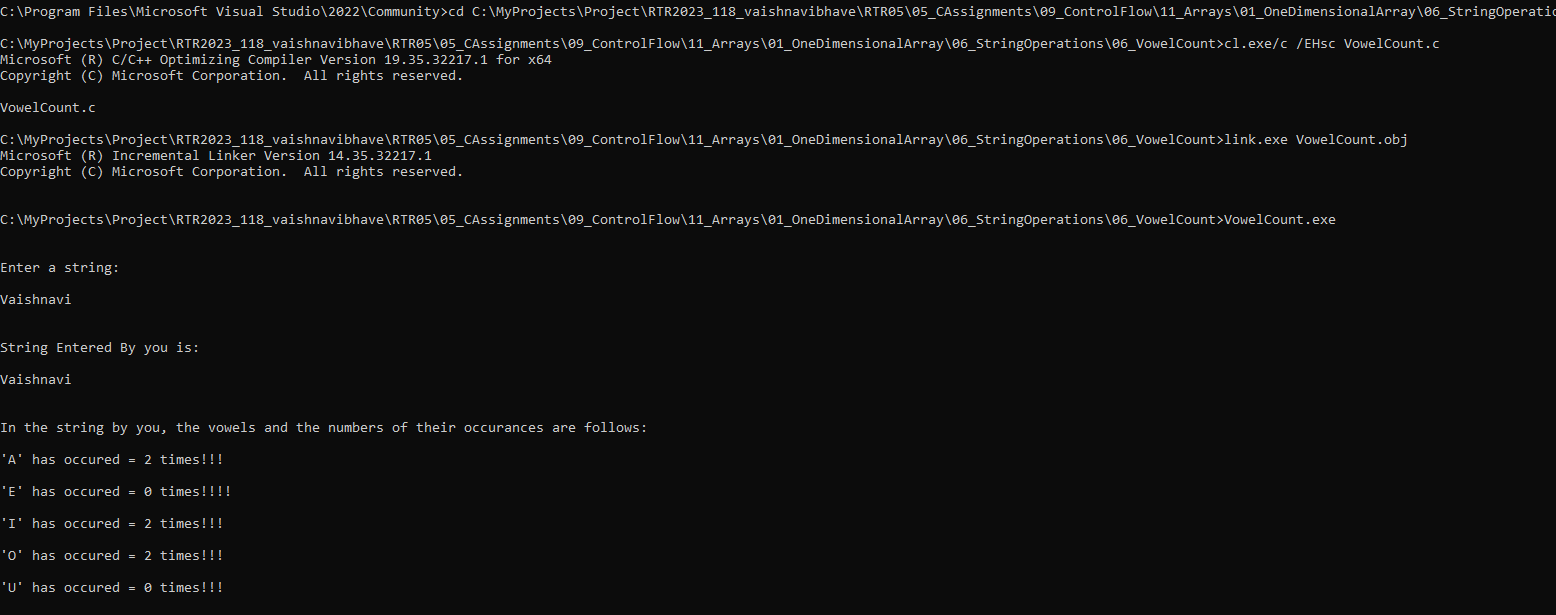 C:\Program Files\Microsoft Visual Studio\2022\Community>cd C:\MyProjects\Project\RTR2023_118_vaishnavibhave\RTR05\05_CAssignments\09_ControlFlow\11_Arrays\01_OneDimensionalArray\06_StringOperatio
C:\MyProjects\Project\RTR2023_118_vaishnavibhave\RTR05\05_CAssignments\09_ControlFlow\11_Arrays\01_OneDimensionalArray\06_StringOperations\06_VowelCount>cl.exe/c /EHsc VowelCount.c
Microsoft (R) C/C++ Optimizing Compiler Version 19.35.32217.1 for x64
Copyright (C) Microsoft Corporation.  All rights reserved.
VowelCount.c
C:\MyProjects\Project\RTR2023_118_vaishnavibhave\RTR05\05_CAssignments\09_ControlFlow\11_Arrays\01_OneDimensionalArray\06_StringOperations\06_VowelCount>link.exe VowelCount.obj
Microsoft (R) Incremental Linker Version 14.35.32217.1
Copyright (C) Microsoft Corporation.  All rights reserved.
C:\MyProjects\Project\RTR2023_118_vaishnavibhave\RTR05\05_CAssignments\09_ControlFlow\11_Arrays\01_OneDimensionalArray\06_StringOperations\06_VowelCount>VowelCount.exe
Enter a string:
Vaishnavi
String Entered By you is:
Vaishnavi
In the string by you, the vowels and the numbers of their occurances are follows:
'A' has occured = 2 times!!!
'E' has occured = 0 times!!!!
'I' has occured = 2 times!!!
'O' has occured = 2 times!!!
'U' has occured = 0 times!!!